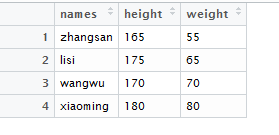 names height weight
1 zhangsan 165 55
2 lisi 175 65
3 wangwu 170 70
4 xiaoming 180 80